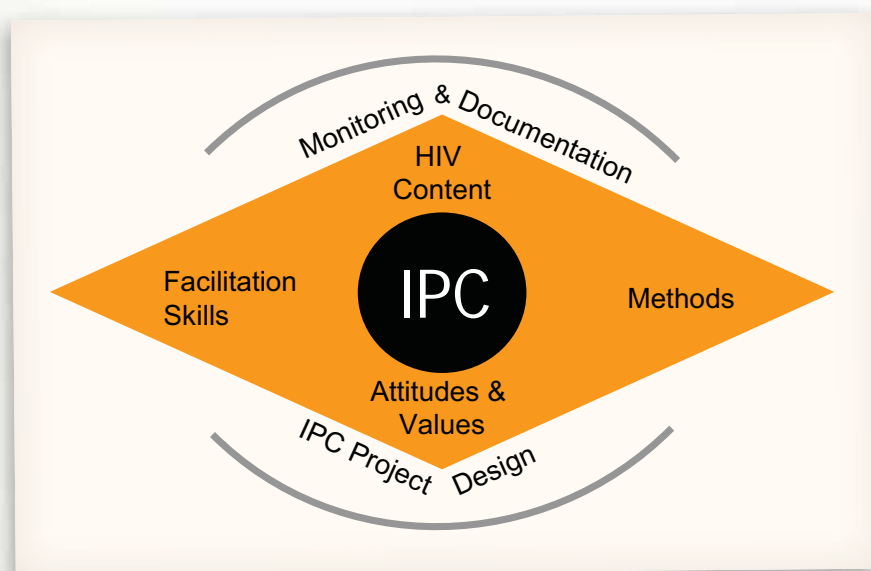 Monitoring & Documentation
HIV
Content
Facilitation
Skills
IPC
Methods
Attitudes &
Values
IPC Project Design